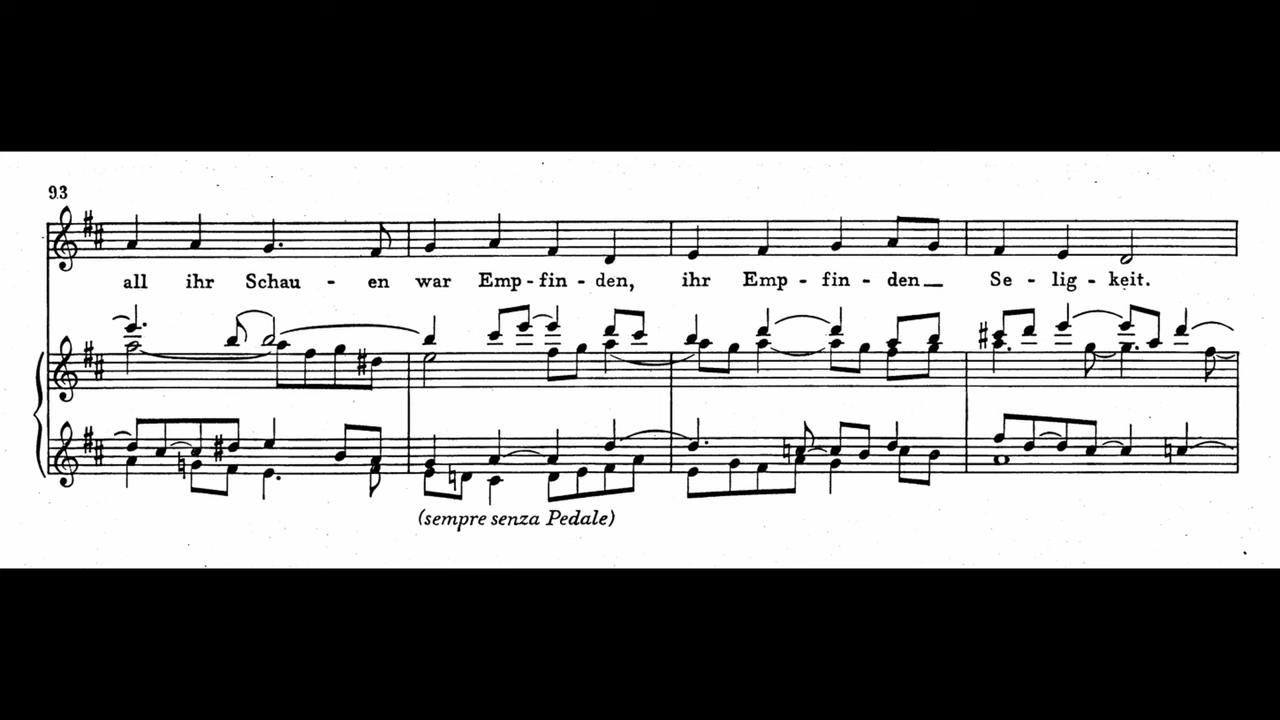 93
all ihr Schau - en war Emp - fin - den, ihr Emp - fin - den Se - lig - keit.
(sempre senza Pedale)